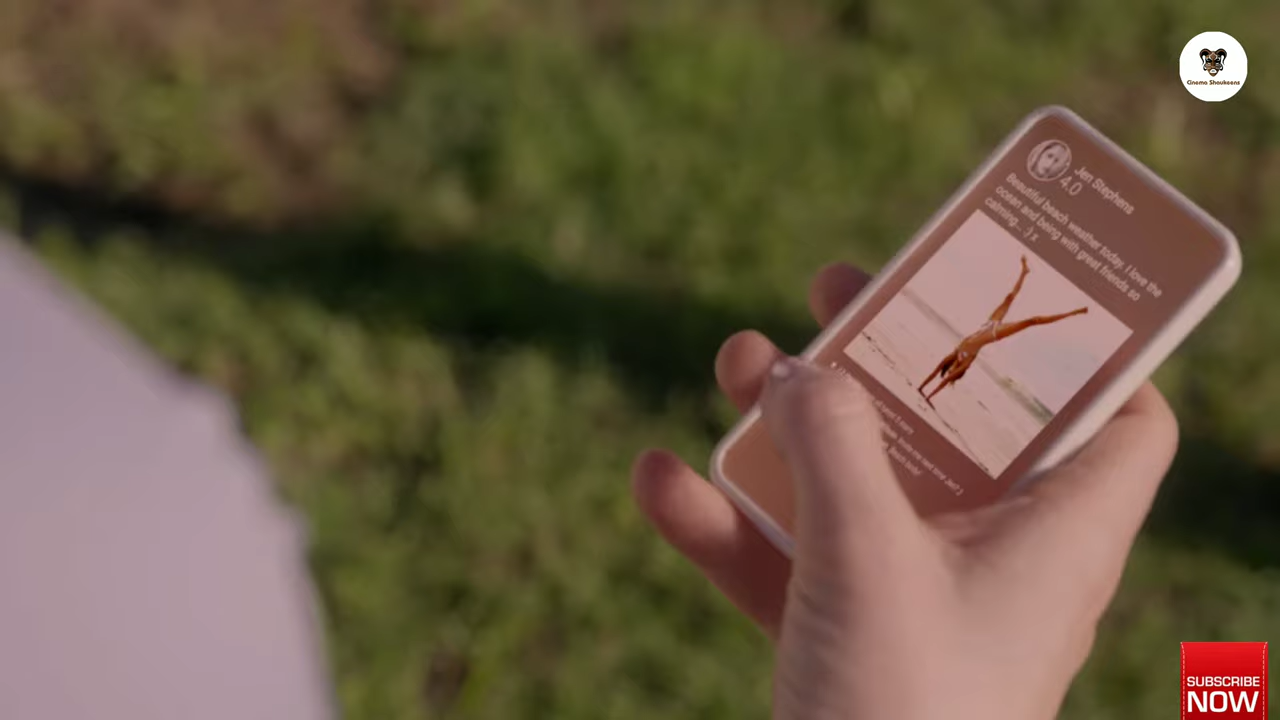 Cinema Shaukeens
Jen Stephens
4.0
Beautiful beach weather today. I love the
ocean and being with great friends so
calming... :) x
SUBSCRIBE
NOW